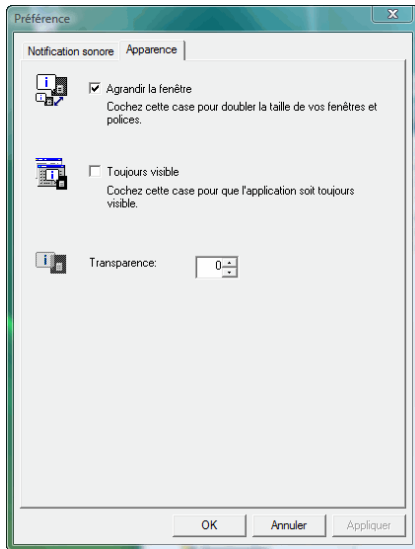 Préférence
Notification sonore Apparence
Agrandir la fenêtre
Cochez cette case pour doubler la taille de vos fenêtres et
polices.
Toujours visible
Cochez cette case pour que l'application soit toujours
visible.
Transparence: 0
OK Annuler Appliquer